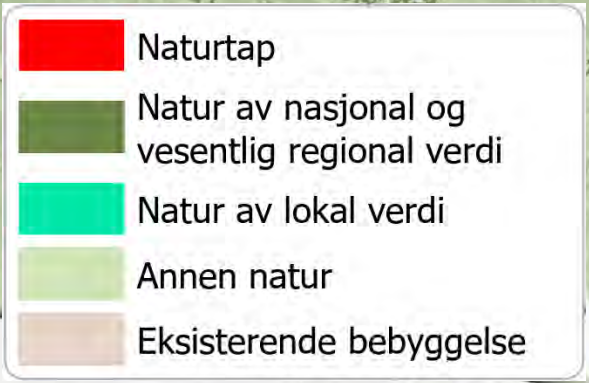 Naturtap
Natur av nasjonal og
vesentlig regional verdi
Natur av lokal verdi
Annen natur
Eksisterende bebyggelse